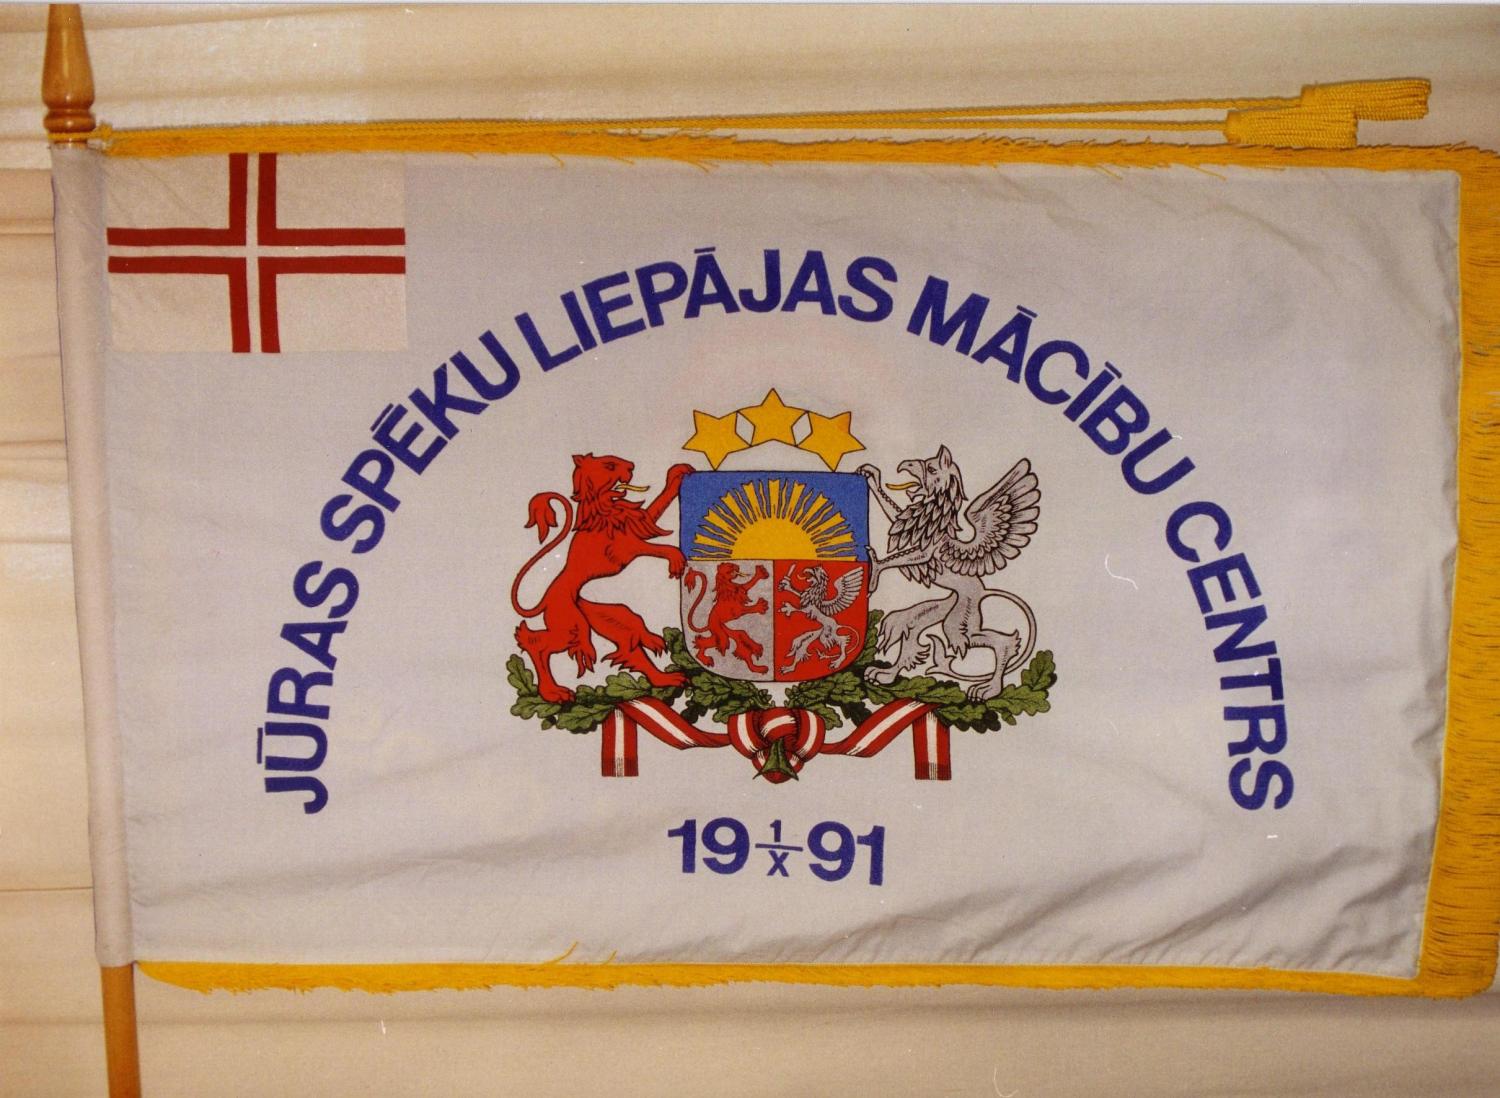 JŪRAS SPĒKU LIEPĀJAS MĀCĪBU CENTRS
19 1/X 91